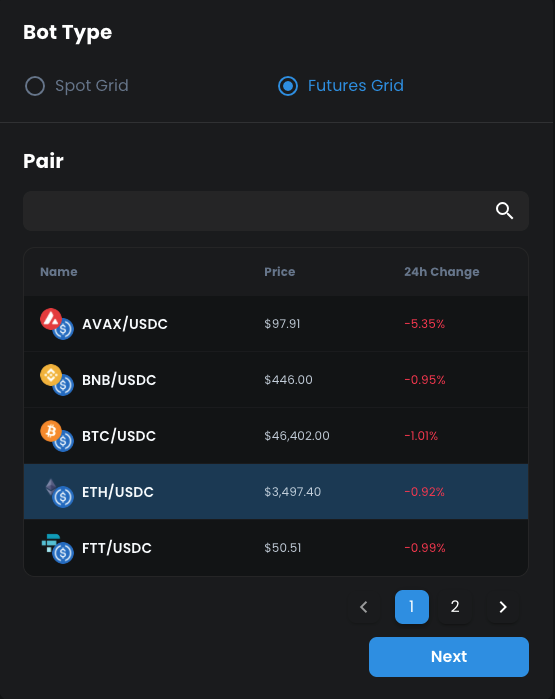 Bot Type
Spot Grid Futures Grid
Pair
Name Price 24h Change
AVAX/USDC $97.91 -5.35%
BNB/USDC $446.00 -0.95%
BTC/USDC $46,402.00 -1.01%
ETH/USDC $3,497.40 -0.92%
FTT/USDC $50.51 -0.99%
1 2
Next